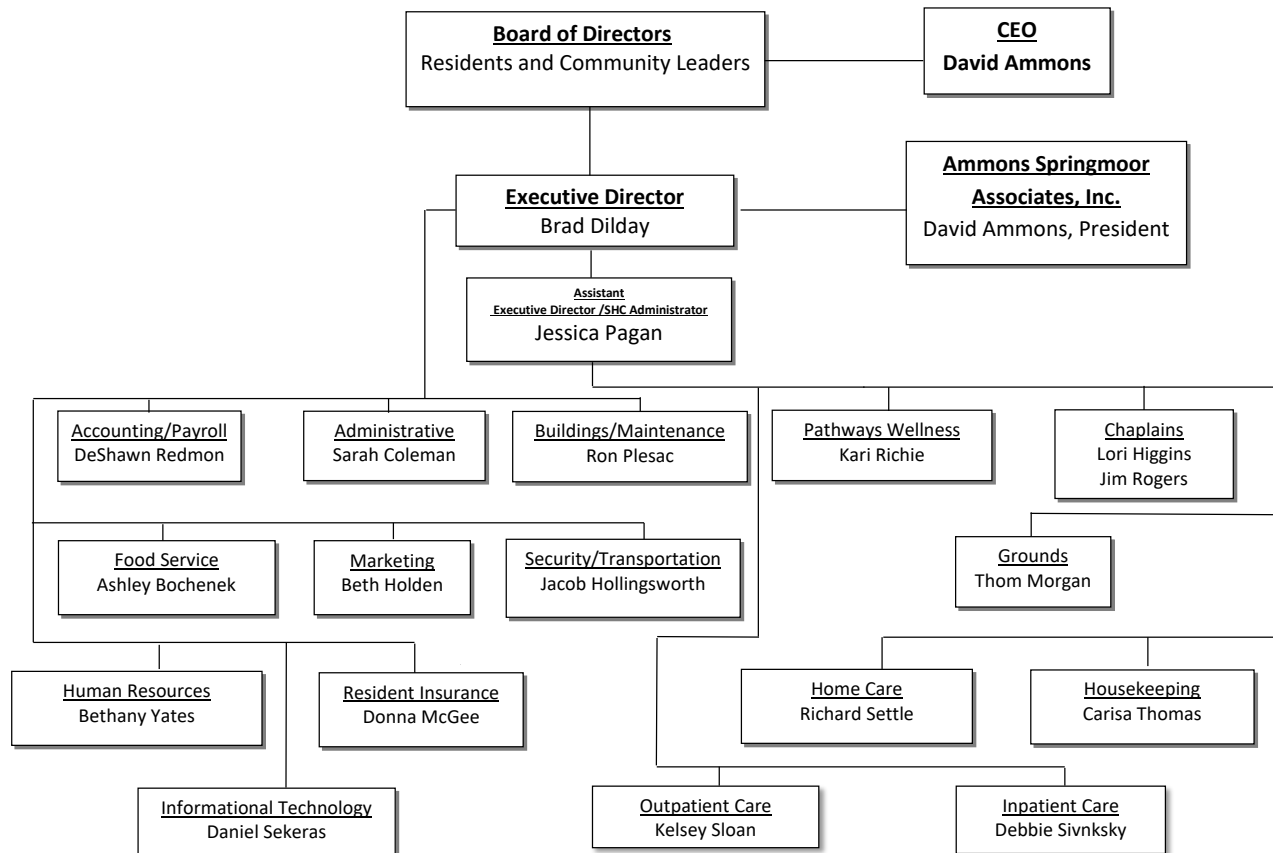 Board of Directors
Residents and Community Leaders
CEO
David Ammons
Ammons Springmoor
Associates, Inc.
David Ammons, President
Executive Director
Brad Dilday
Assistant
Executive Director /SHC Administrator
Jessica Pagan
Accounting/Payroll
DeShawn Redmon
Administrative
Sarah Coleman
Buildings/Maintenance
Ron Plesac
Pathways Wellness
Kari Richie
Chaplains
Lori Higgins
Jim Rogers
Food Service
Ashley Bochenek
Marketing
Beth Holden
Security/Transportation
Jacob Hollingsworth
Grounds
Thom Morgan
Human Resources
Bethany Yates
Resident Insurance
Donna McGee
Home Care
Richard Settle
Housekeeping
Carisa Thomas
Informational Technology
Daniel Sekeras
Outpatient Care
Kelsey Sloan
Inpatient Care
Debbie Sivnksky